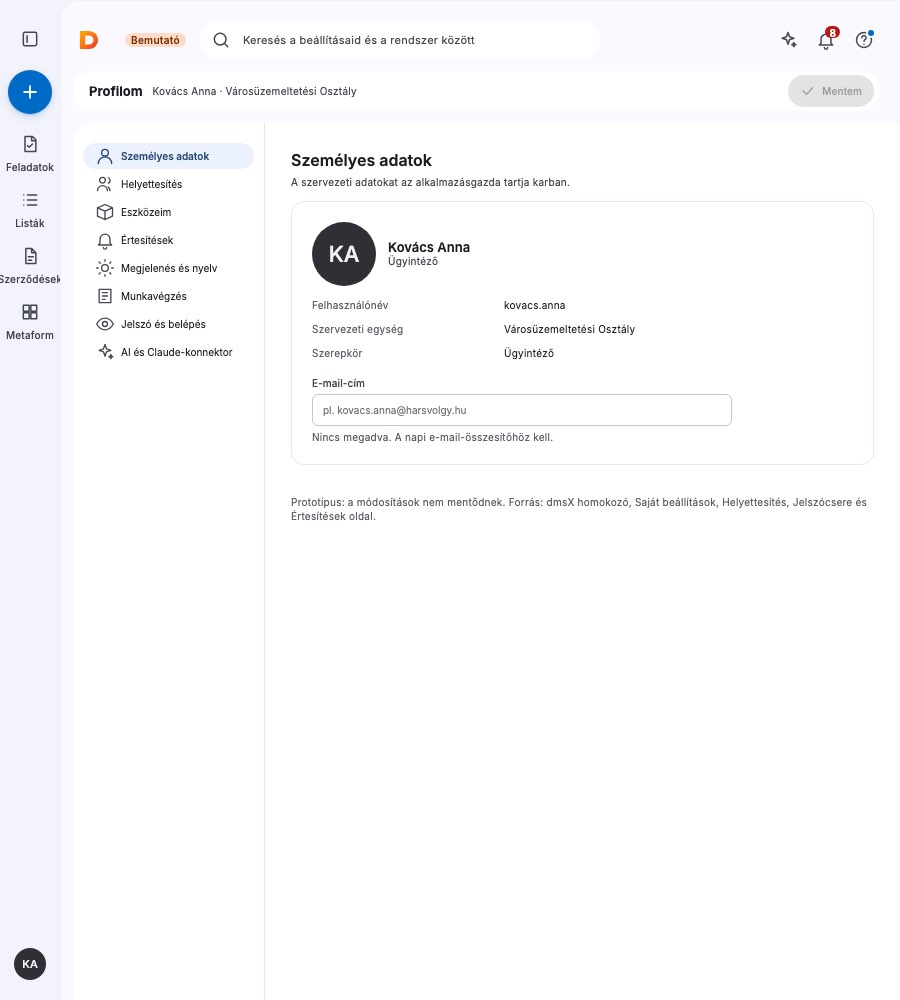 D
Bemutató
Keresés a beállításaid és a rendszer között
8
Profilom
Kovács Anna · Városüzemeltetési Osztály
Mentem
Feladatok
Listák
Szerződések
Metaform
KA
Személyes adatok
Helyettesítés
Eszközeim
Értesítések
Megjelenés és nyelv
Munkavégzés
Jelszó és belépés
AI és Claude-konnektor
Személyes adatok
A szervezeti adatokat az alkalmazásgazda tartja karban.
KA
Kovács Anna
Ügyintéző
Felhasználónév kovacs.anna
Szervezeti egység Városüzemeltetési Osztály
Szerepkör Ügyintéző
E-mail-cím
pl. kovacs.anna@harsvolgy.hu
Nincs megadva. A napi e-mail-összesítőhöz kell.
Prototípus: a módosítások nem mentődnek. Forrás: dmsX homokozó, Saját beállítások, Helyettesítés, Jelszócsere és
Értesítések oldal.